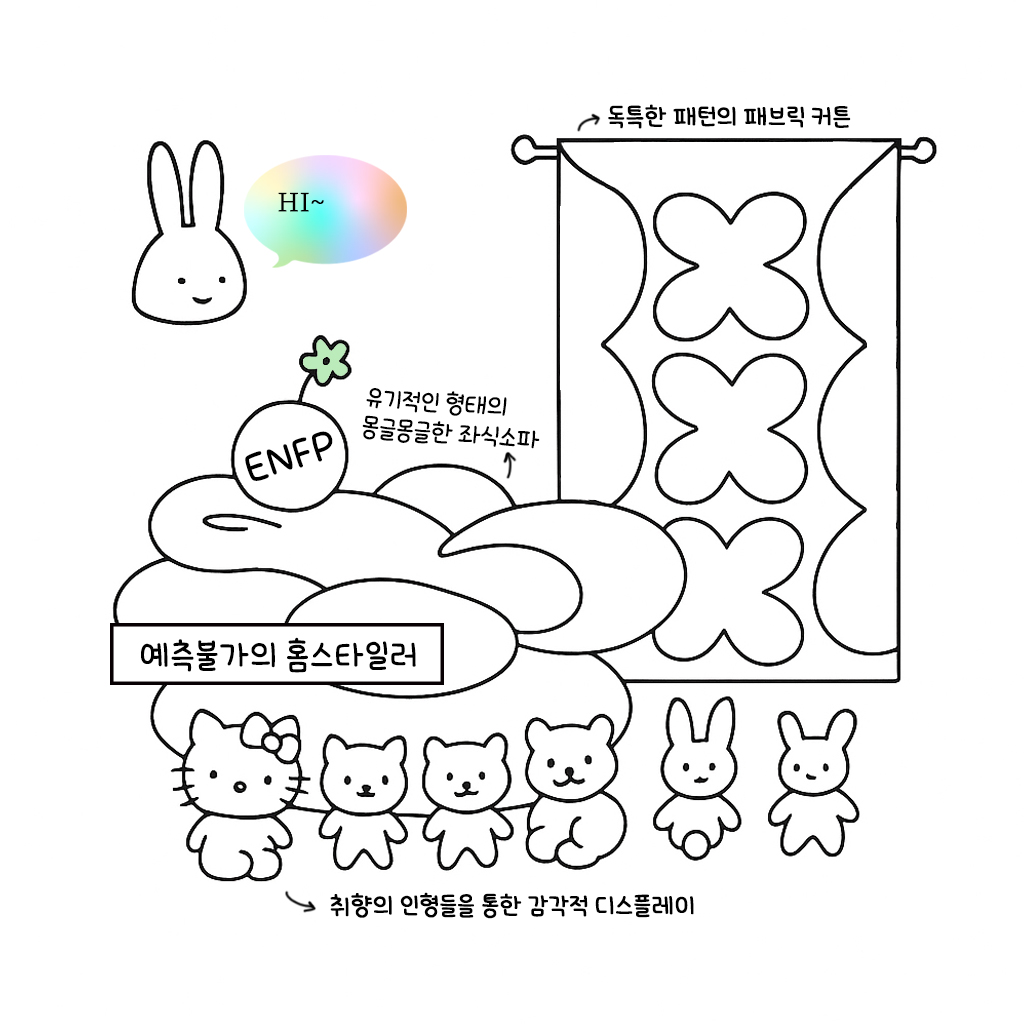 독특한 패턴의 패브릭 커튼
HI~
유기적인 형태의
몽글몽글한 좌식소파
ENFP
예측불가의 홈스타일러
취향의 인형들을 통한 감각적 디스플레이